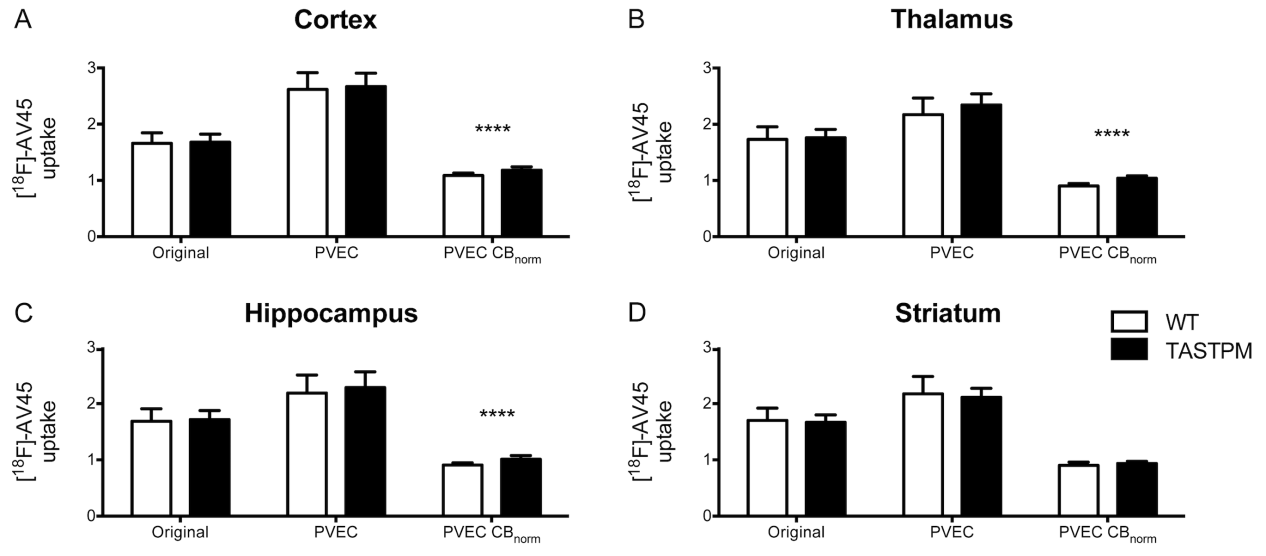 A
Cortex
[¹⁸F]-AV45
uptake
3
2
1
0
****
Original
PVEC
PVEC CBnorm
B
Thalamus
[¹⁸F]-AV45
uptake
3
2
1
0
****
Original
PVEC
PVEC CBnorm
C
Hippocampus
[¹⁸F]-AV45
uptake
3
2
1
0
****
Original
PVEC
PVEC CBnorm
D
Striatum
[¹⁸F]-AV45
uptake
3
2
1
0
Original
PVEC
PVEC CBnorm
WT
TASTPM